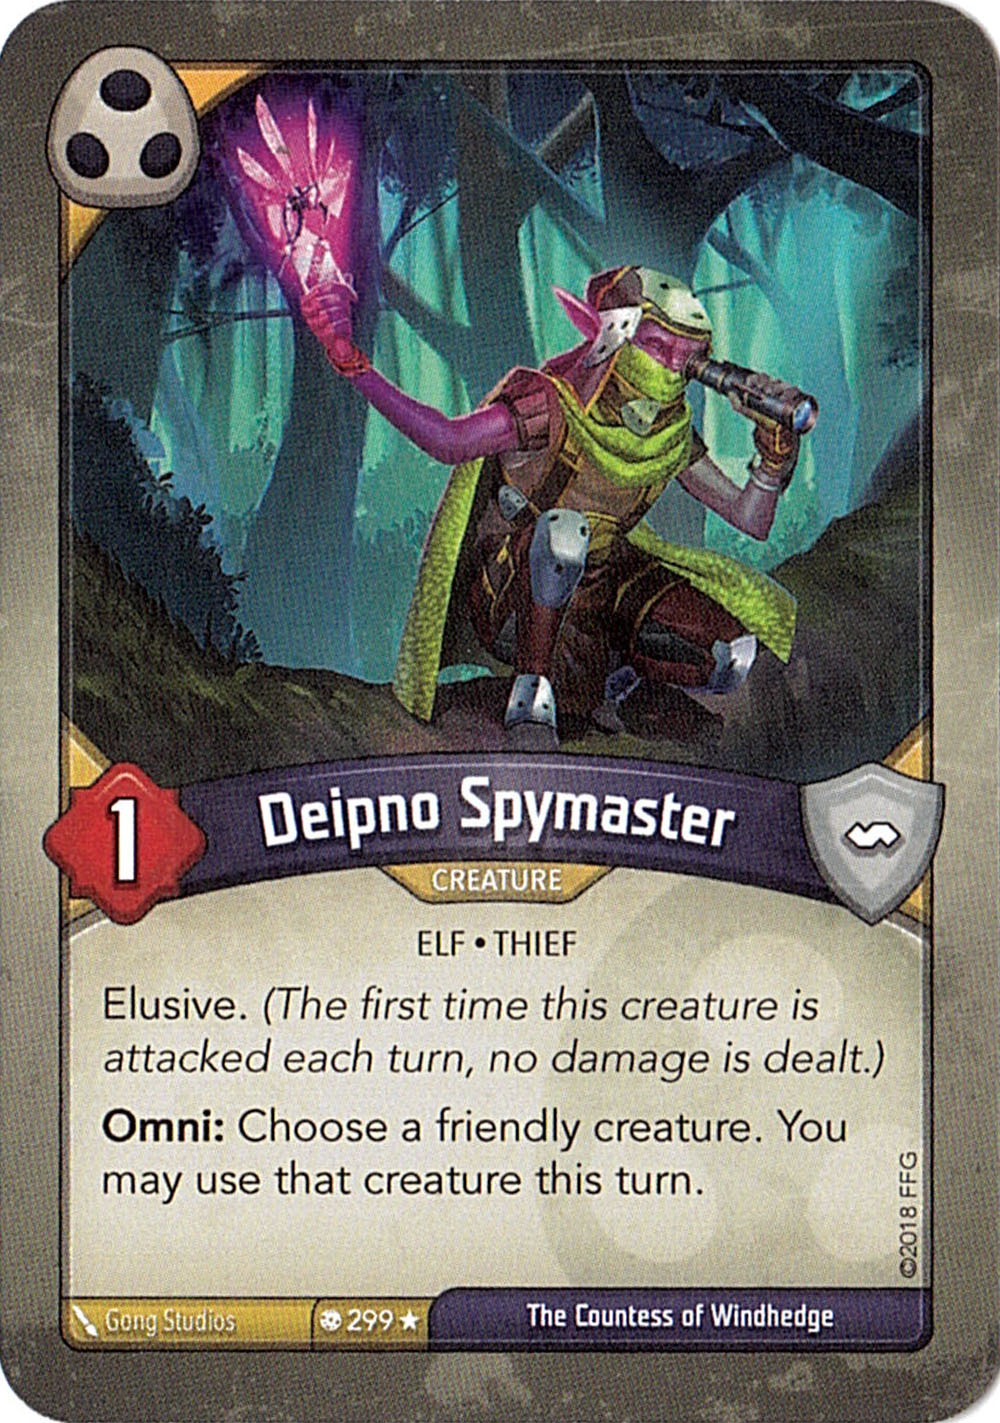 1
Deipno Spymaster
CREATURE
ELF • THIEF
Elusive. (The first time this creature is
attacked each turn, no damage is dealt.)
Omni: Choose a friendly creature. You
may use that creature this turn.
©2018 FFG
Gong Studios
299 ★
The Countess of Windhedge